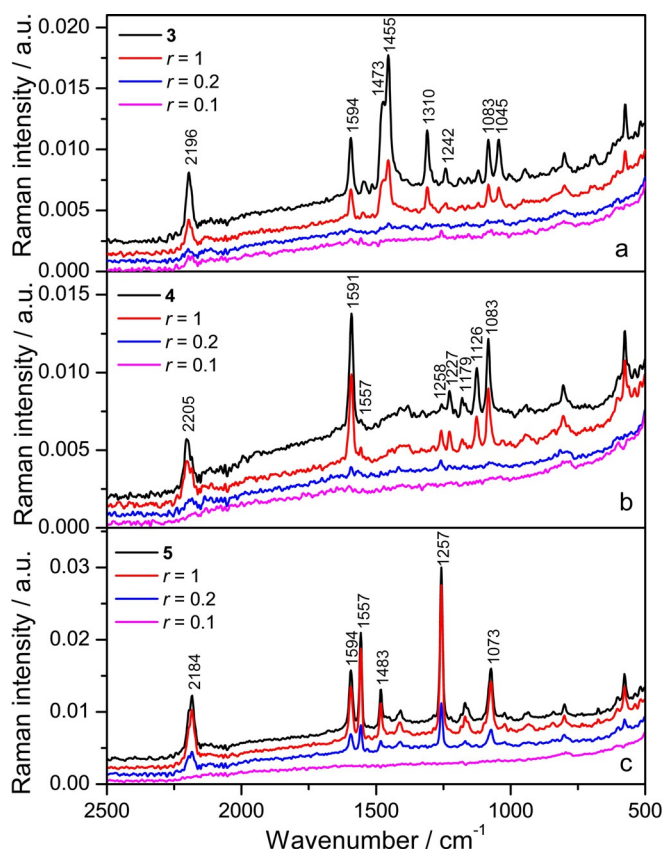 0.020
0.015
0.010
0.005
0.000
Raman intensity / a.u.
3
r = 1
r = 0.2
r = 0.1
2196
1594
1473
1455
1310
1242
1083
1045
a
0.015
0.010
0.005
0.000
Raman intensity / a.u.
4
r = 1
r = 0.2
r = 0.1
2205
1591
1557
1258
1227
1179
1126
1083
b
0.03
0.02
0.01
0.00
Raman intensity / a.u.
5
r = 1
r = 0.2
r = 0.1
2184
1594
1557
1483
1257
1073
c
2500 2000 1500 1000 500
Wavenumber / cm⁻¹